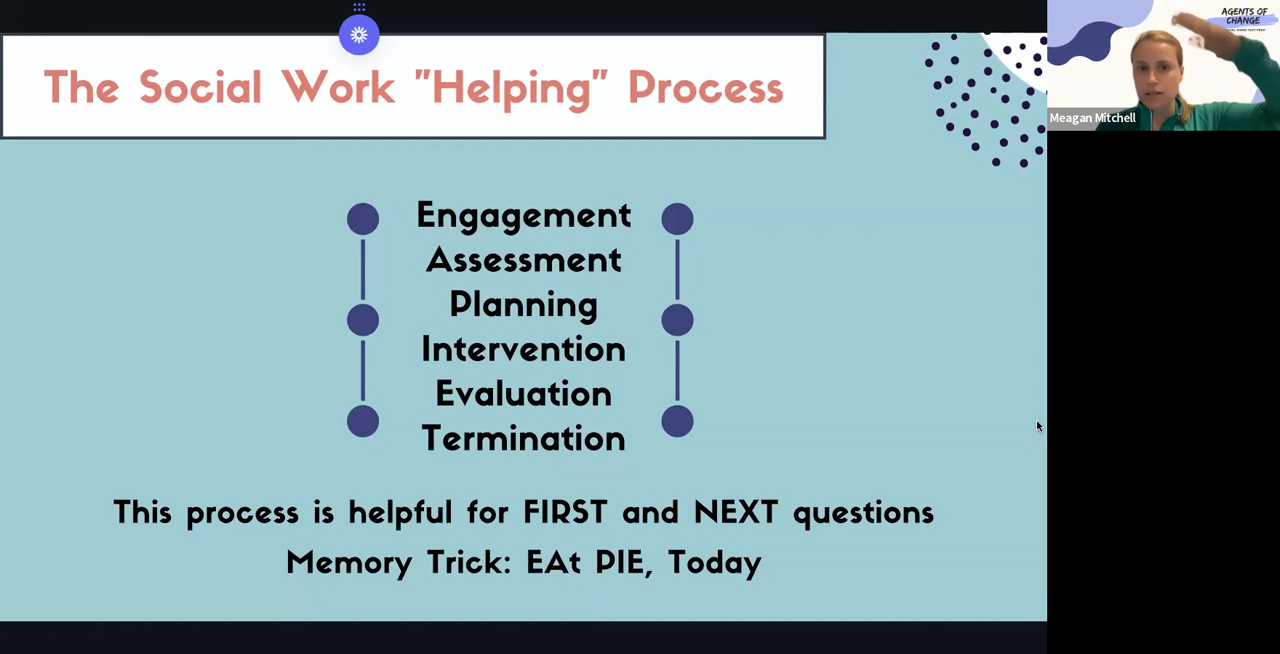 The Social Work "Helping" Process
AGENTS OF
CHANGE
Meagan Mitchell
Engagement
Assessment
Planning
Intervention
Evaluation
Termination
This process is helpful for FIRST and NEXT questions
Memory Trick: EAt PIE, Today